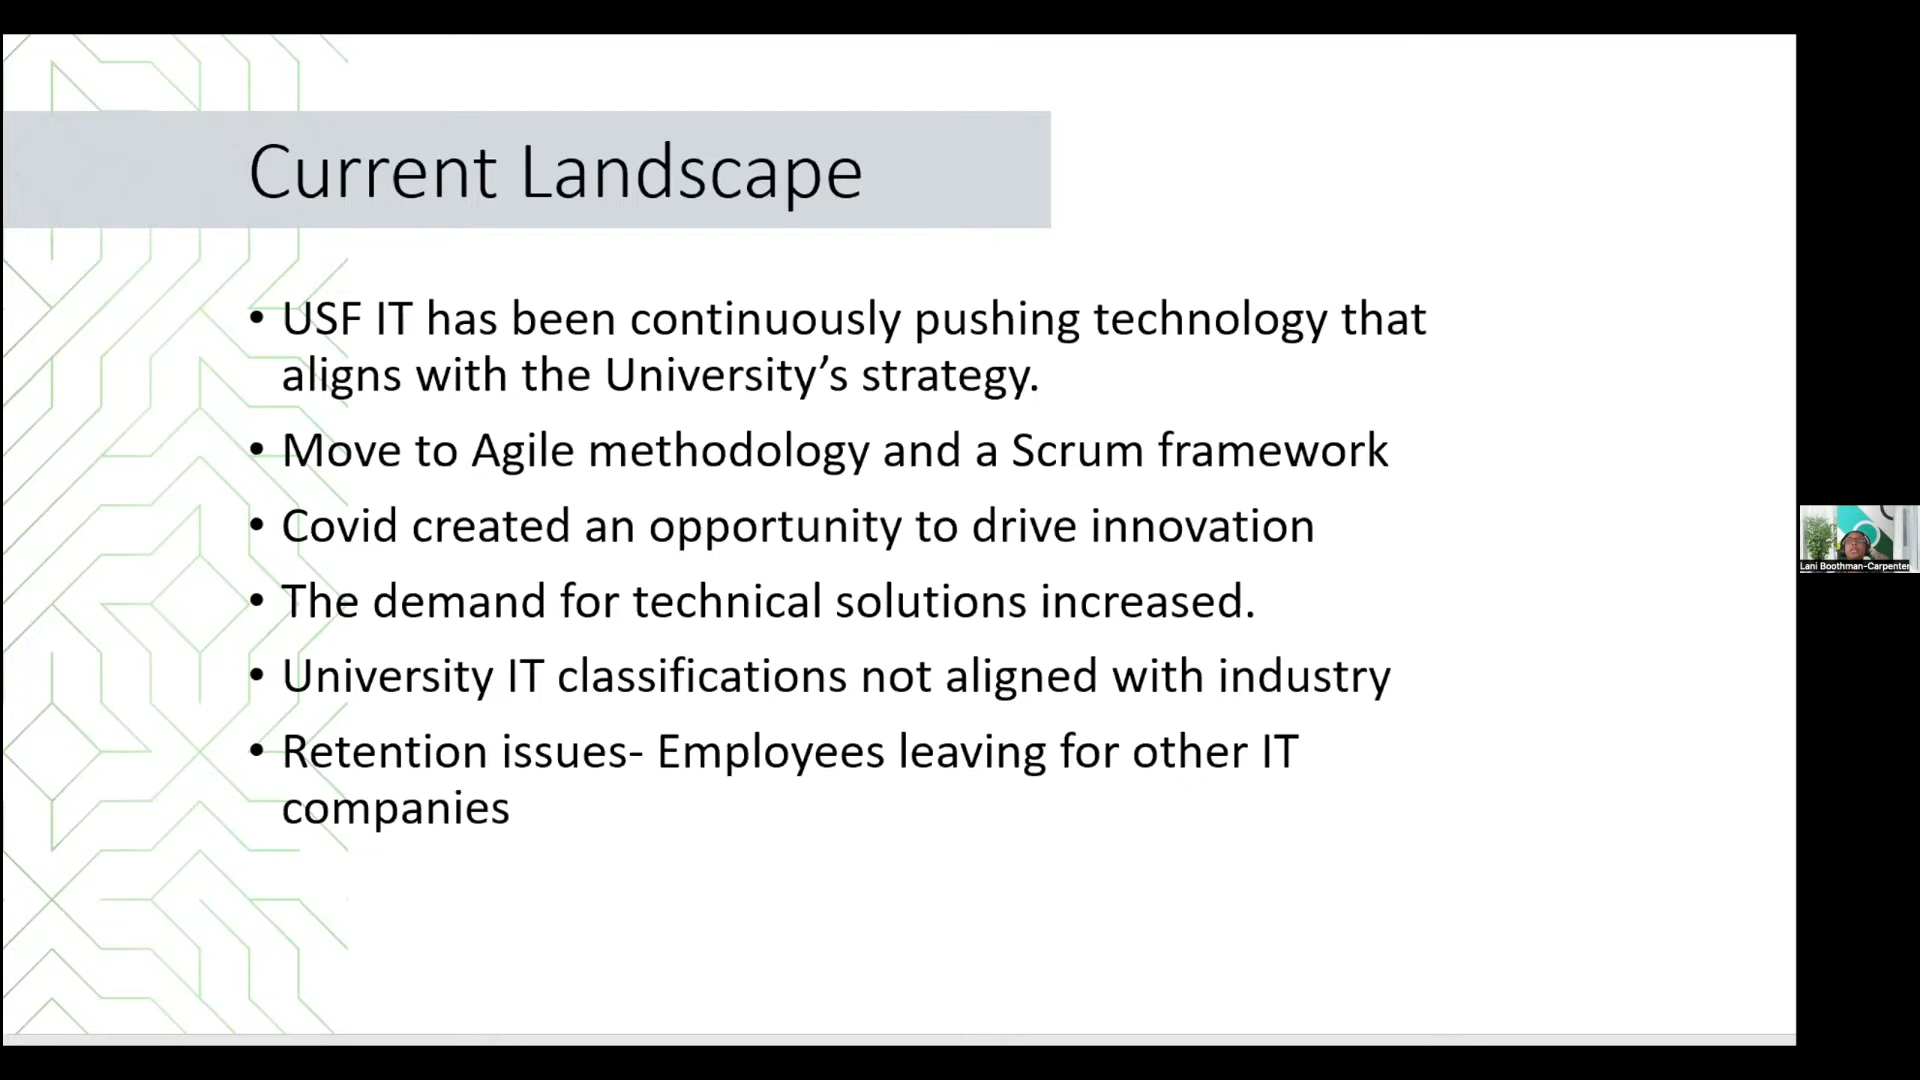 Current Landscape
• USF IT has been continuously pushing technology that
aligns with the University’s strategy.
• Move to Agile methodology and a Scrum framework
• Covid created an opportunity to drive innovation
• The demand for technical solutions increased.
• University IT classifications not aligned with industry
• Retention issues- Employees leaving for other IT
companies
Lani Boothman-Carpenter